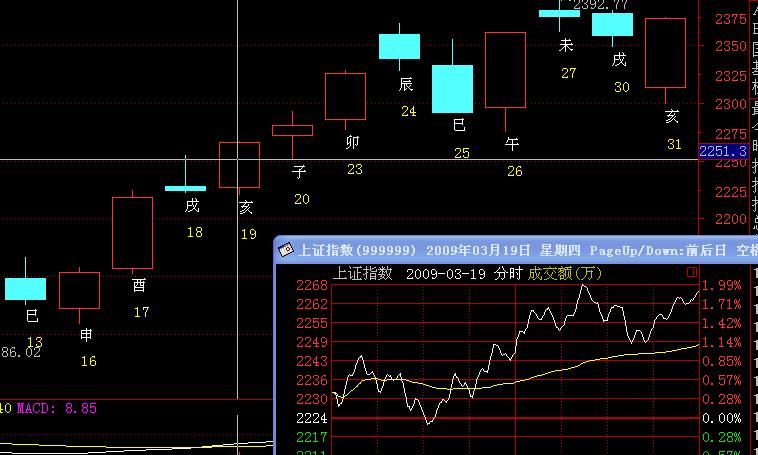 2392.77
2375
2350
2325
2300
2275
2251.3
2250
2225
2200
未
27
戌
30
辰
24
巳
25
午
26
亥
31
卯
23
子
20
戌
18
亥
19
酉
17
巳
13
申
16
86.02
MACD: 8.85
上证指数(999999) 2009年03月19日 星期四 PageUp/Down:前后日 空格
上证指数 2009-03-19 分时 成交额(万)
2268 1.99%
2262 1.71%
2255 1.42%
2249 1.14%
2243 0.85%
2236 0.57%
2230 0.28%
2224 0.00%
2217 0.28%
2211 0.57%